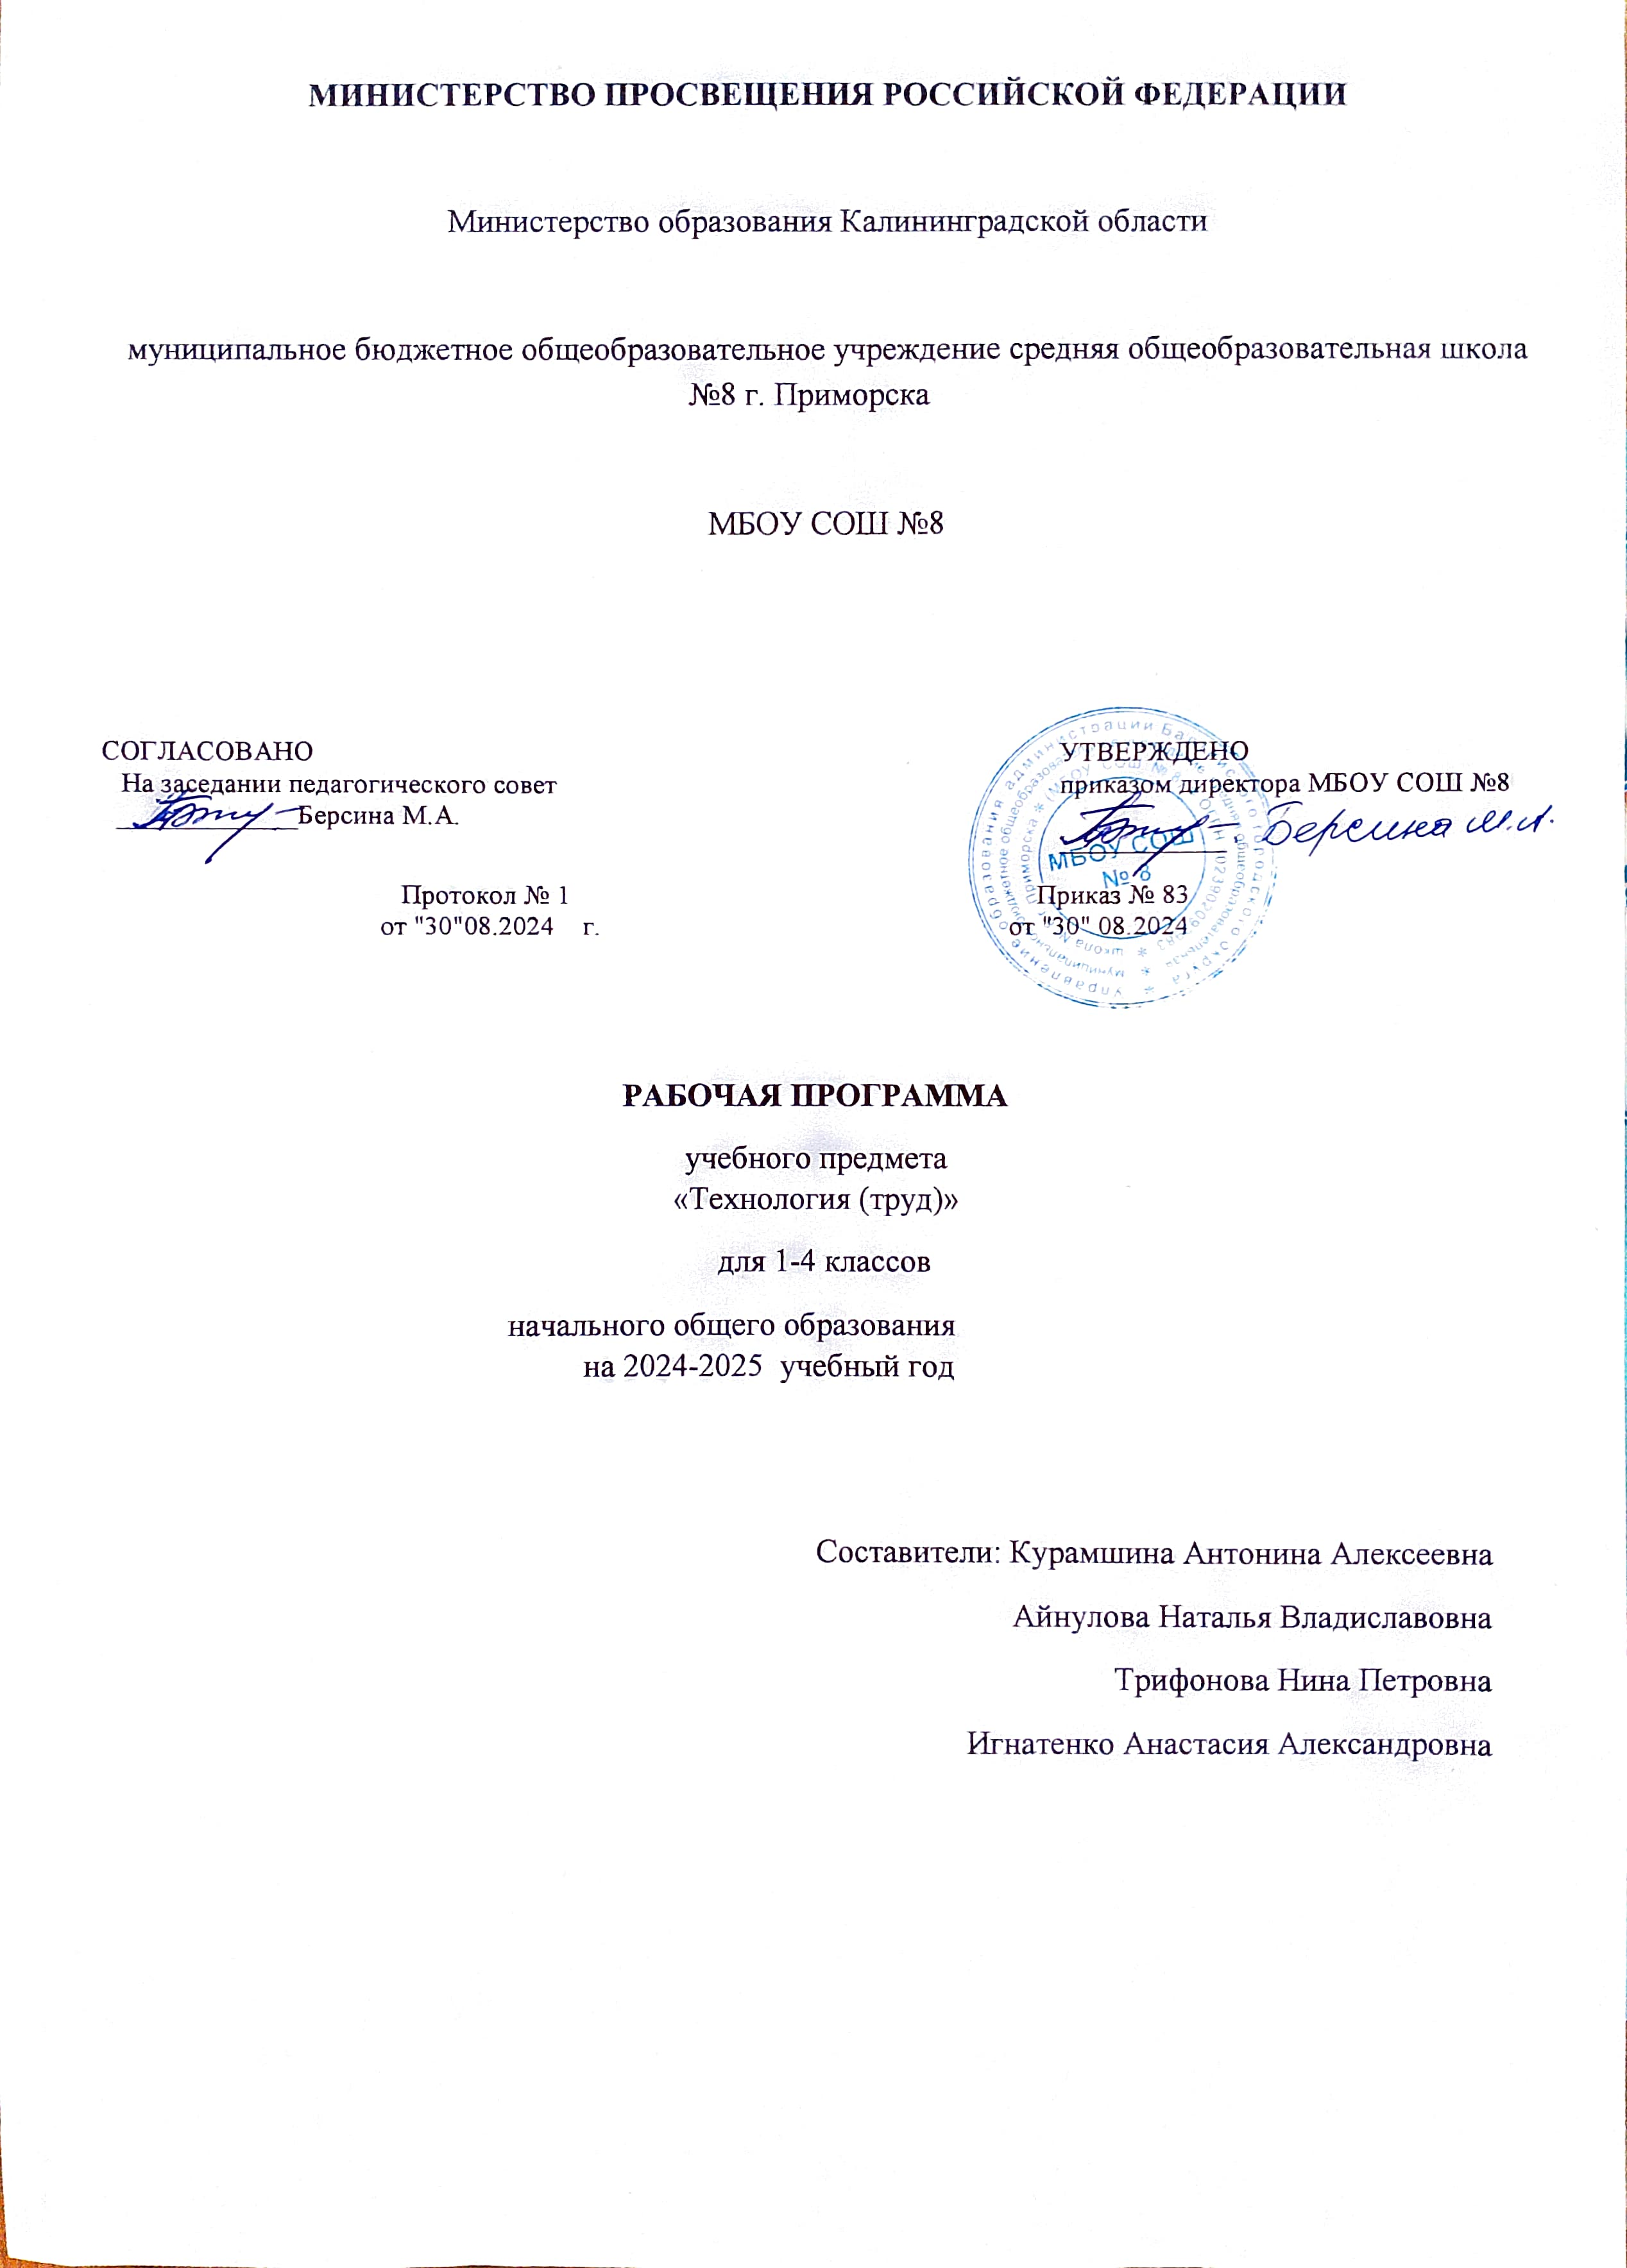 МИНИСТЕРСТВО ПРОСВЕЩЕНИЯ РОССИЙСКОЙ ФЕДЕРАЦИИ
Министерство образования Калининградской области
муниципальное бюджетное общеобразовательное учреждение средняя общеобразовательная школа
№8 г. Приморска
МБОУ СОШ №8
СОГЛАСОВАНО
На заседании педагогического совет
Берсина М.А.
Протокол № 1
от "30"08.2024 г.
УТВЕРЖДЕНО
приказом директора МБОУ СОШ №8
Берсина М.А.
МБОУ СОШ
№ 8
Приказ № 83
от "30" 08.2024
РАБОЧАЯ ПРОГРАММА
учебного предмета
«Технология (труд)»
для 1-4 классов
начального общего образования
на 2024-2025 учебный год
Составители: Курамшина Антонина Алексеевна
Айнулова Наталья Владиславовна
Трифонова Нина Петровна
Игнатенко Анастасия Александровна